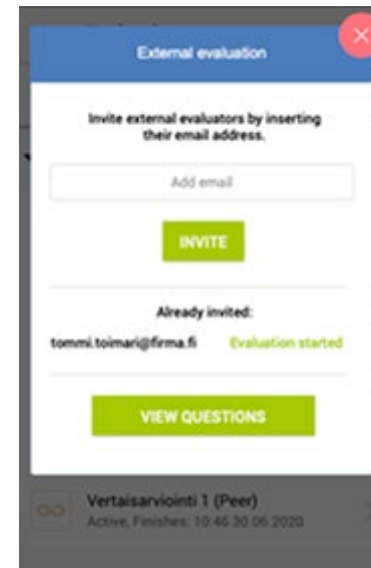 External evaluation
Invite external evaluators by inserting
their email address.
Add email
INVITE
Already invited:
tommi.toimari@firma.fi Evaluation started
VIEW QUESTIONS
Vertaisarviointi 1 (Peer)
Active, Finishes: 10:46 30.06.2020